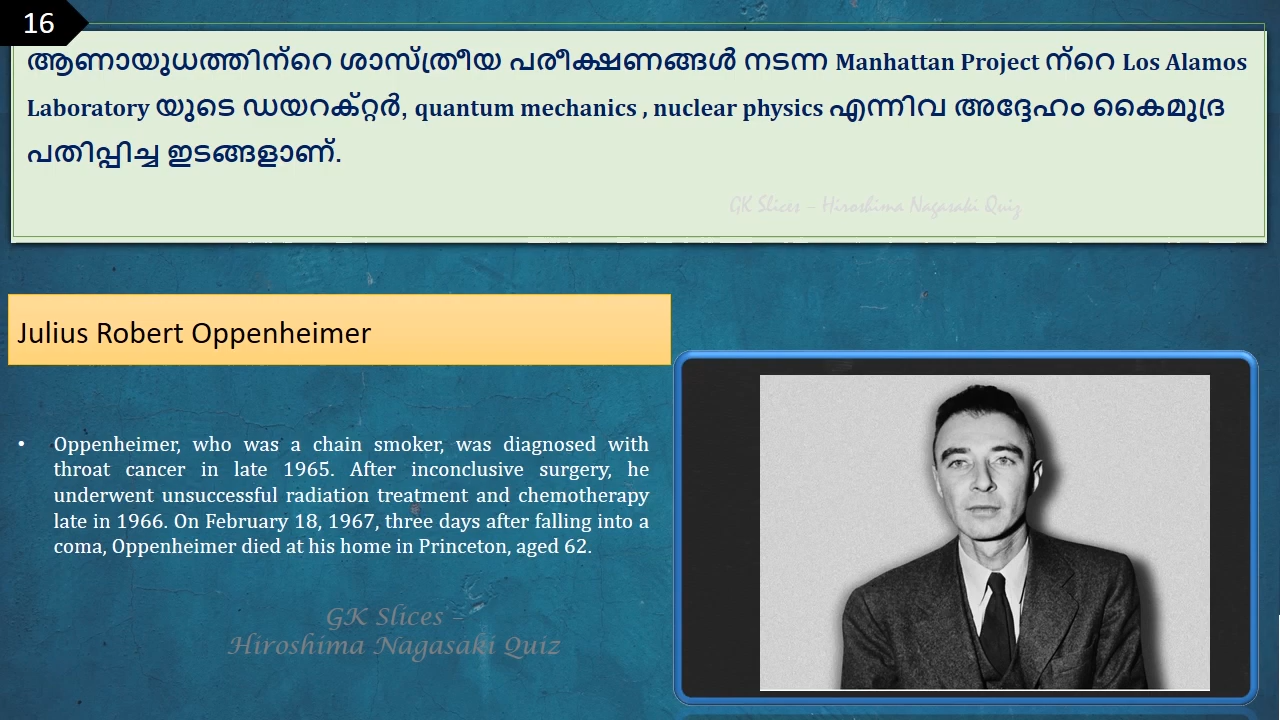 16
ആണായുധത്തിന്റെ ശാസ്ത്രീയ പരീക്ഷണങ്ങൾ നടന്ന Manhattan Project ന്റെ Los Alamos
Laboratory യുടെ ഡയറക്റ്റർ, quantum mechanics , nuclear physics എന്നിവ അദ്ദേഹം കൈമുദ്ര
പതിപ്പിച്ച ഇടങ്ങളാണ്.
GK Slices – Hiroshima Nagasaki Quiz
Julius Robert Oppenheimer
• Oppenheimer, who was a chain smoker, was diagnosed with
throat cancer in late 1965. After inconclusive surgery, he
underwent unsuccessful radiation treatment and chemotherapy
late in 1966. On February 18, 1967, three days after falling into a
coma, Oppenheimer died at his home in Princeton, aged 62.
GK Slices –
Hiroshima Nagasaki Quiz